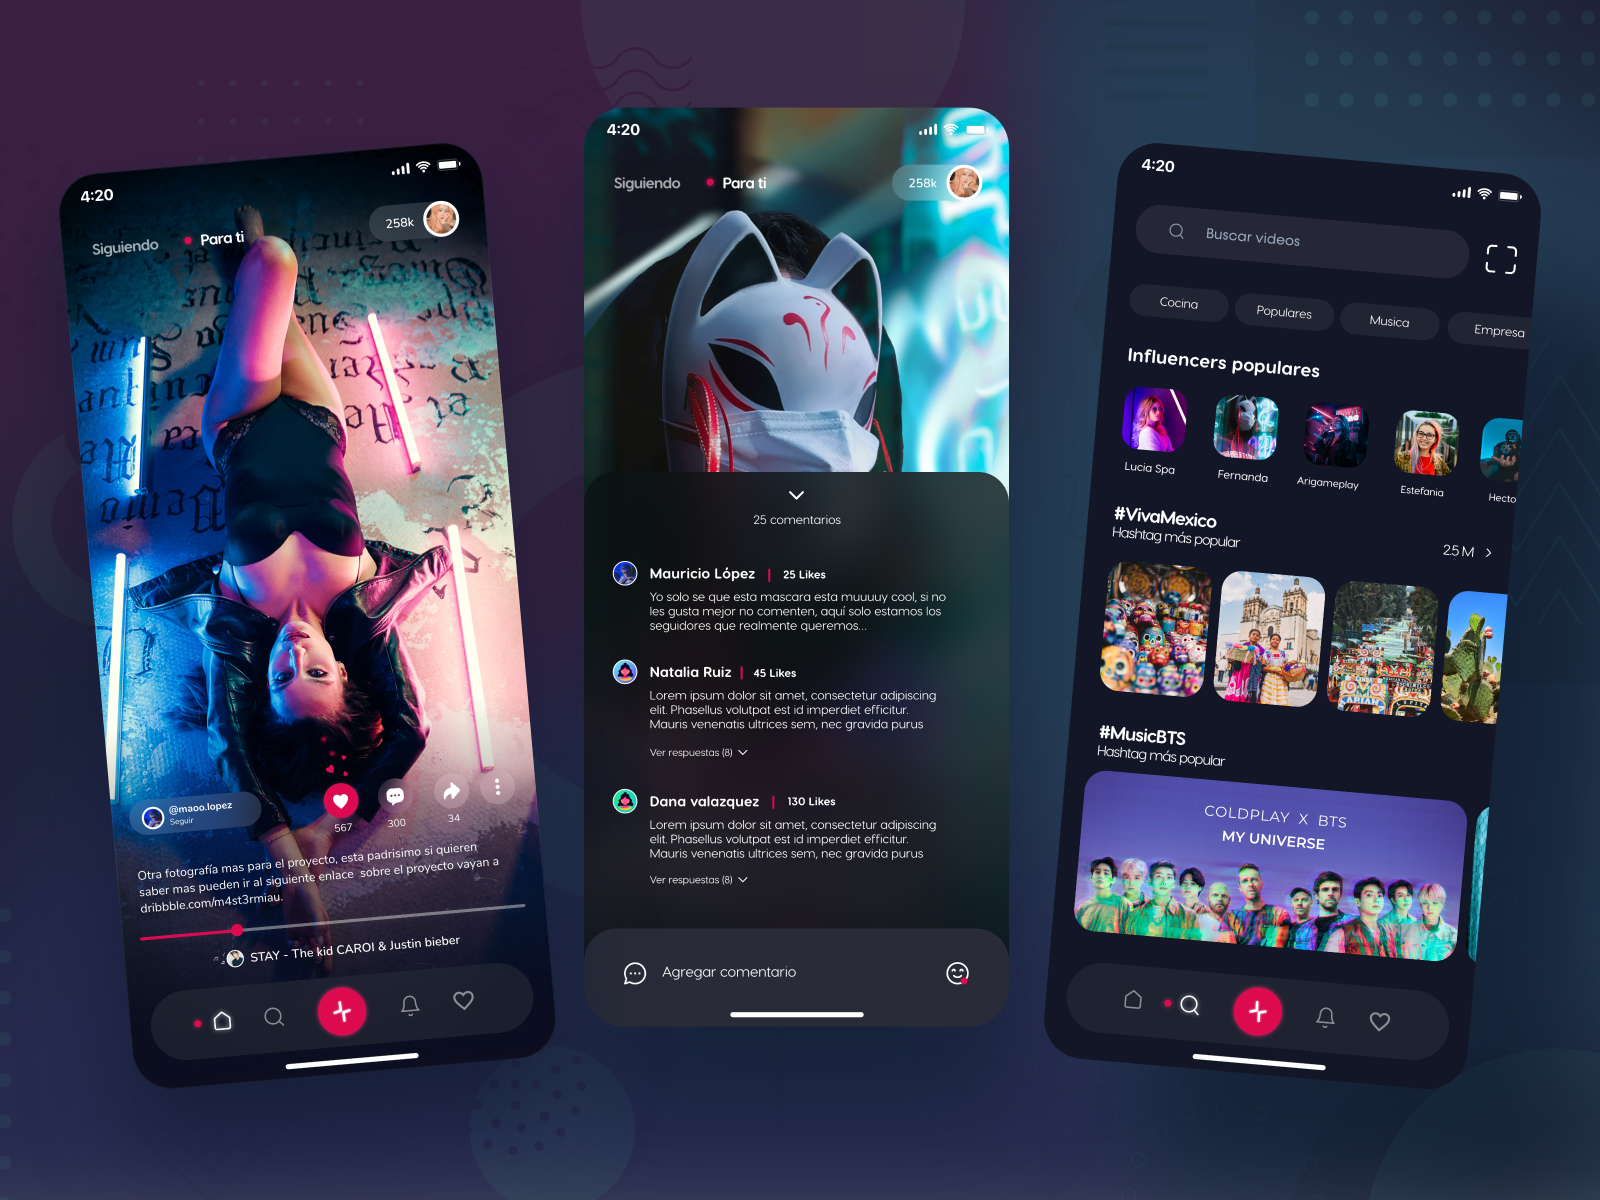 4:20
Siguiendo
Para ti
258k
@maoo.lopez
Seguir
567
300
34
Otra fotografía mas para el proyecto, esta padrisimo si quieren
saber mas pueden ir al siguiente enlace sobre el proyecto vayan a
dribbble.com/m4st3rmiau.
STAY - The kid CAROI & Justin bieber
4:20
Siguiendo
Para ti
258k
25 comentarios
Mauricio López | 25 Likes
Yo solo se que esta mascara esta muuuuy cool, si no
les gusta mejor no comenten, aquí solo estamos los
seguidores que realmente queremos...
Natalia Ruiz | 45 Likes
Lorem ipsum dolor sit amet, consectetur adipiscing
elit. Phasellus volutpat est id imperdiet efficitur.
Mauris venenatis ultrices sem, nec gravida purus
Ver respuestas (8)
Dana valazquez | 130 Likes
Lorem ipsum dolor sit amet, consectetur adipiscing
elit. Phasellus volutpat est id imperdiet efficitur.
Mauris venenatis ultrices sem, nec gravida purus
Ver respuestas (8)
Agregar comentario
4:20
Buscar videos
Cocina
Populares
Musica
Empresa
Influencers populares
Lucia Spa
Fernanda
Arigameplay
Estefania
Hecto
#VivaMexico
Hashtag más popular
25 M
#MusicBTS
Hashtag más popular
COLDPLAY X BTS
MY UNIVERSE